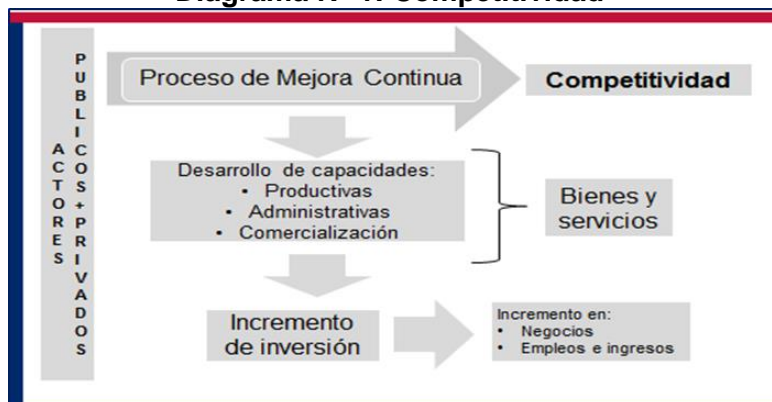 PUBLICOS+PRIVADOS
ACTORES
Proceso de Mejora Continua
Competitividad
Desarrollo de capacidades:
• Productivas
• Administrativas
• Comercialización
Bienes y
servicios
Incremento
de inversión
Incremento en:
• Negocios
• Empleos e ingresos